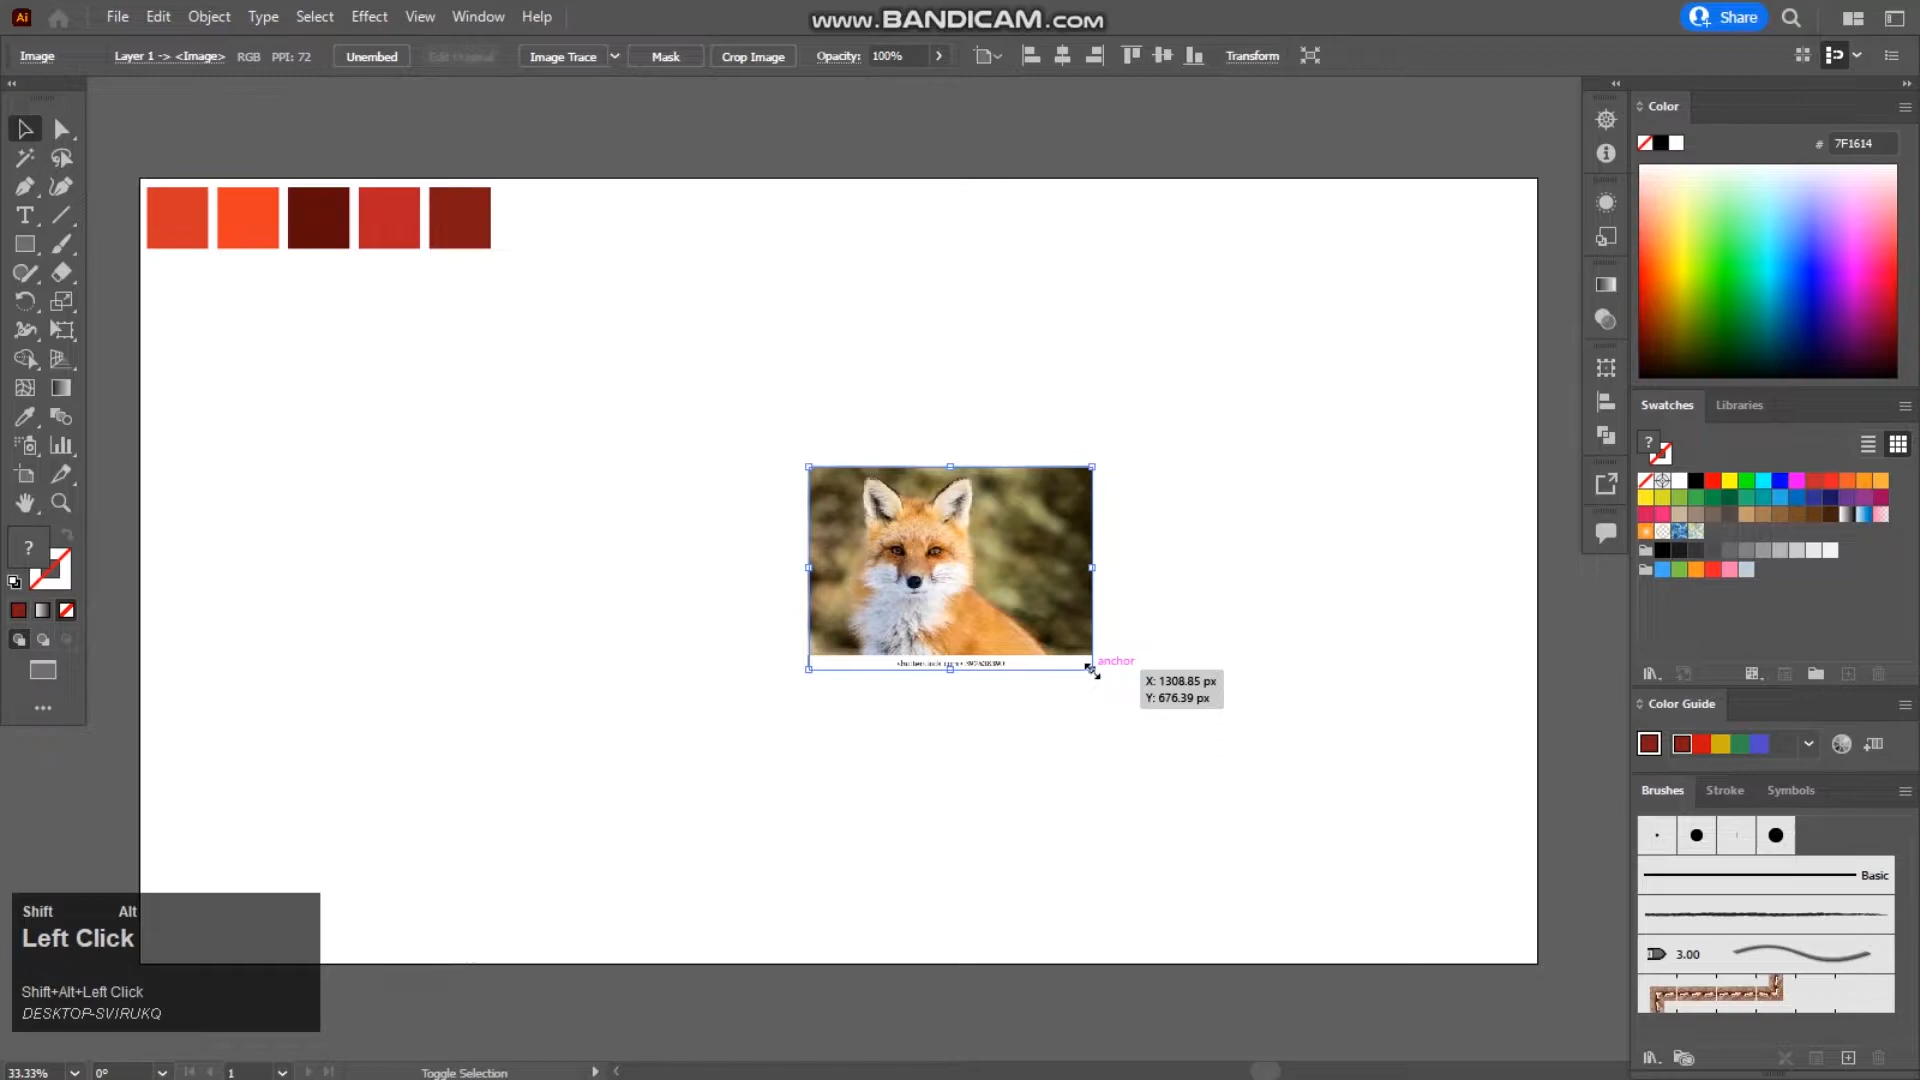 Ai File Edit Object Type Select Effect View Window Help
www.BANDICAM.com
Share
Image Layer 1 -> <Image> RGB PPI: 72 Unembed Edit Original Image Trace Mask Crop Image Opacity: 100% Transform
Color
# 7F1614
Swatches Libraries
?
?
anchor
X: 1308.85 px
Y: 676.39 px
Color Guide
Brushes Stroke Symbols
Basic
3.00
Shift Alt
Left Click
Shift+Alt+Left Click
DESKTOP-SVIRUKQ
33.33% 0° 1 Toggle Selection